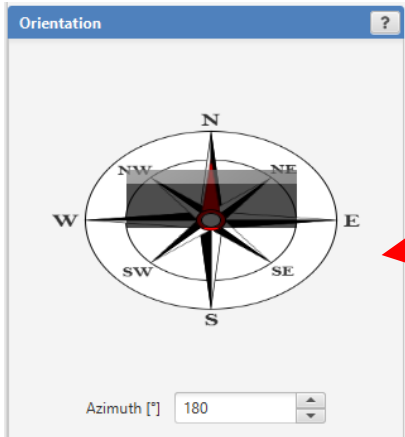 Orientation ?
N
NW NE
W E
SW SE
S
Azimuth [°] 180